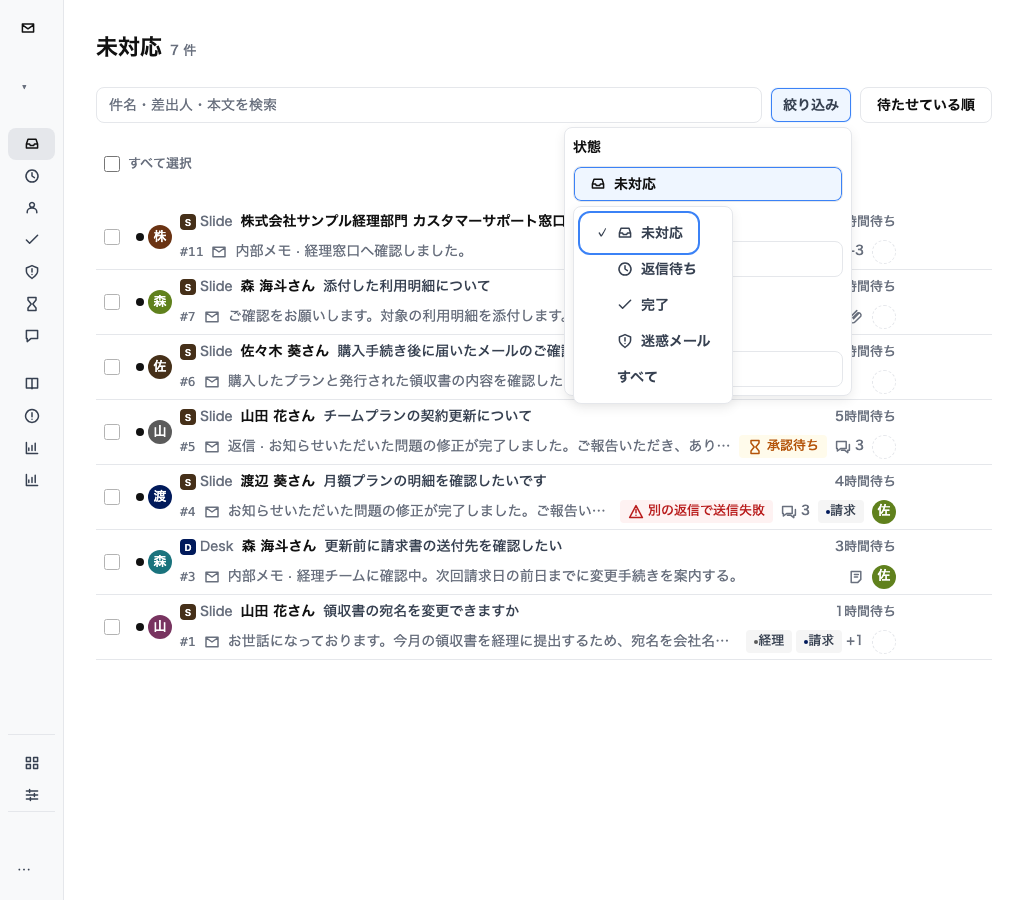 未対応 7 件
件名・差出人・本文を検索
絞り込み
待たせている順
すべて選択
状態
未対応
✓ 未対応
返信待ち
完了
迷惑メール
すべて
株 S Slide 株式会社サンプル経理部門 カスタマーサポート窓口
時間待ち
#11 内部メモ · 経理窓口へ確認しました。
+3
森 S Slide 森 海斗さん 添付した利用明細について
#7 ご確認をお願いします。対象の利用明細を添付します。
佐 S Slide 佐々木 葵さん 購入手続き後に届いたメールのご確認
時間待ち
#6 購入したプランと発行された領収書の内容を確認した
山 S Slide 山田 花さん チームプランの契約更新について 5時間待ち
#5 返信 · お知らせいただいた問題の修正が完了しました。ご報告いただき、あり… 承認待ち 3
渡 S Slide 渡辺 葵さん 月額プランの明細を確認したいです 4時間待ち
#4 お知らせいただいた問題の修正が完了しました。ご報告い… 別の返信で送信失敗 3 •請求 佐
森 D Desk 森 海斗さん 更新前に請求書の送付先を確認したい 3時間待ち
#3 内部メモ · 経理チームに確認中。次回請求日の前日までに変更手続きを案内する。 佐
山 S Slide 山田 花さん 領収書の宛名を変更できますか 1時間待ち
#1 お世話になっております。今月の領収書を経理に提出するため、宛名を会社名… •経理 •請求 +1